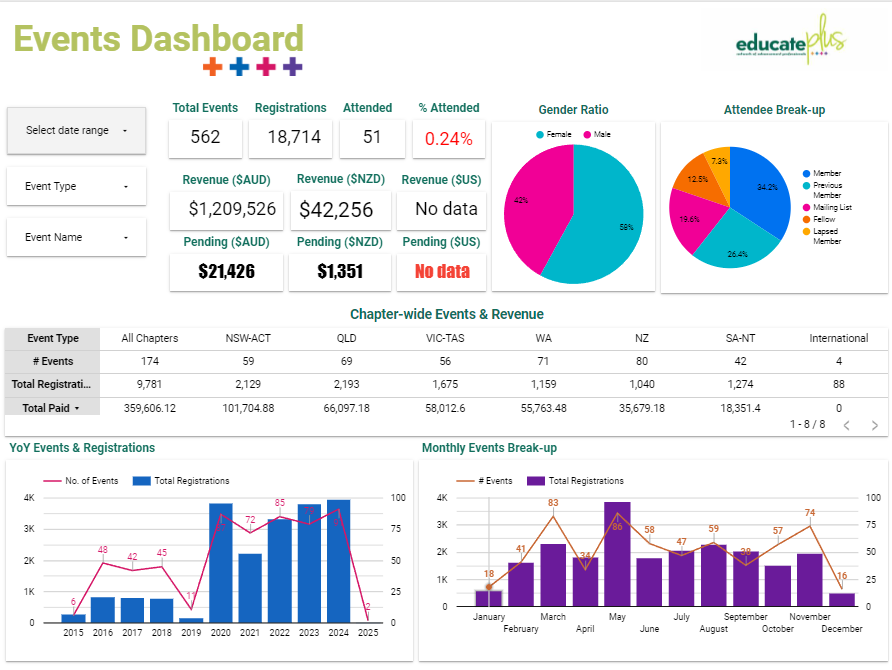 Events Dashboard
educateplus
Total Events Registrations Attended % Attended
Select date range
562 18,714 51 0.24%
Event Type
Revenue ($AUD) Revenue ($NZD) Revenue ($US)
$1,209,526 $42,256 No data
Event Name
Pending ($AUD) Pending ($NZD) Pending ($US)
$21,426 $1,351 No data
Gender Ratio
Female Male
42%
58%
Attendee Break-up
7.3%
12.5%
34.2%
19.6%
26.4%
Member
Previous
Member
Mailing List
Fellow
Lapsed
Member
Chapter-wide Events & Revenue
Event Type All Chapters NSW-ACT QLD VIC-TAS WA NZ SA-NT International
# Events 174 59 69 56 71 80 42 4
Total Registrati... 9,781 2,129 2,193 1,675 1,159 1,040 1,274 88
Total Paid 359,606.12 101,704.88 66,097.18 58,012.6 55,763.48 35,679.18 18,351.4 0
1 - 8 / 8 < >
YoY Events & Registrations
No. of Events Total Registrations
4K 100
3K 75
2K 50
1K 25
0 0
6 48 42 45 72 85 2
2015 2016 2017 2018 2019 2020 2021 2022 2023 2024 2025
Monthly Events Break-up
# Events Total Registrations
4K 100
3K 75
2K 50
1K 25
0 0
18 41 83 34 86 58 47 59 57 74 16
January March May July September November
February April June August October December